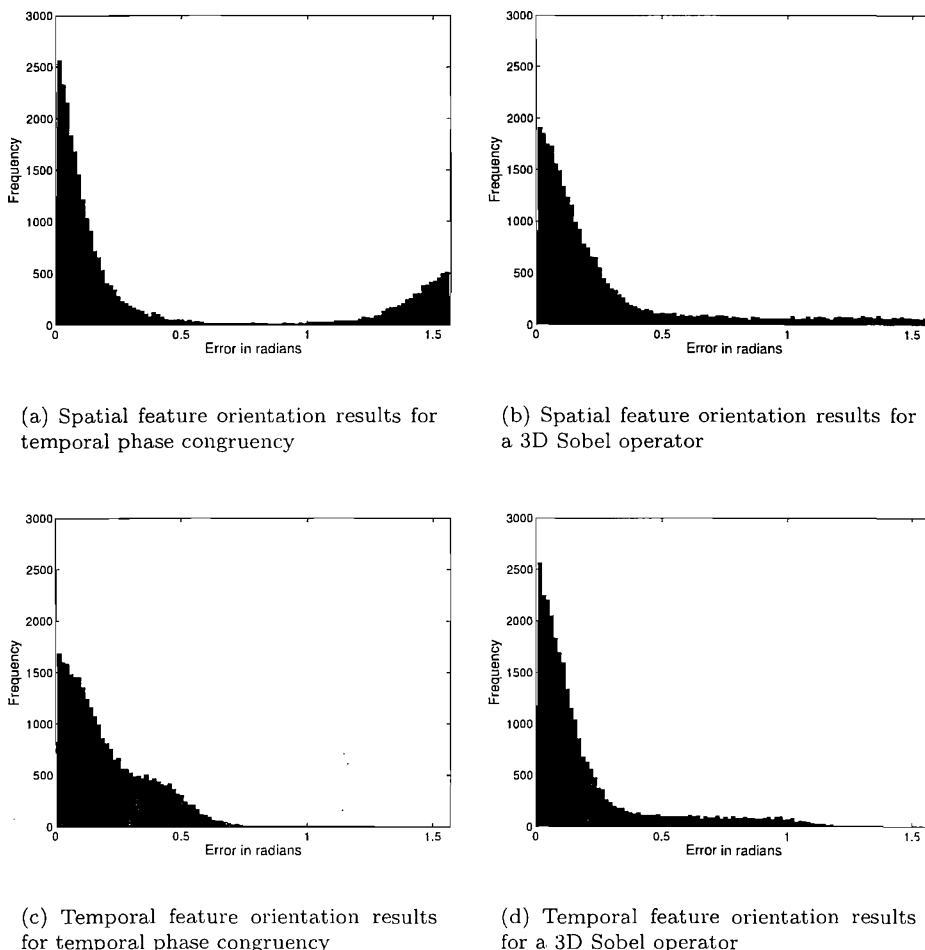 3000
2500
2000
1500
1000
500
0
Frequency
0 0.5 1 1.5
Error in radians
(a) Spatial feature orientation results for
temporal phase congruency
3000
2500
2000
1500
1000
500
0
Frequency
0 0.5 1 1.5
Error in radians
(b) Spatial feature orientation results for
a 3D Sobel operator
3000
2500
2000
1500
1000
500
0
Frequency
0 0.5 1 1.5
Error in radians
(c) Temporal feature orientation results
for temporal phase congruency
3000
2500
2000
1500
1000
500
0
Frequency
0 0.5 1 1.5
Error in radians
(d) Temporal feature orientation results
for a 3D Sobel operator